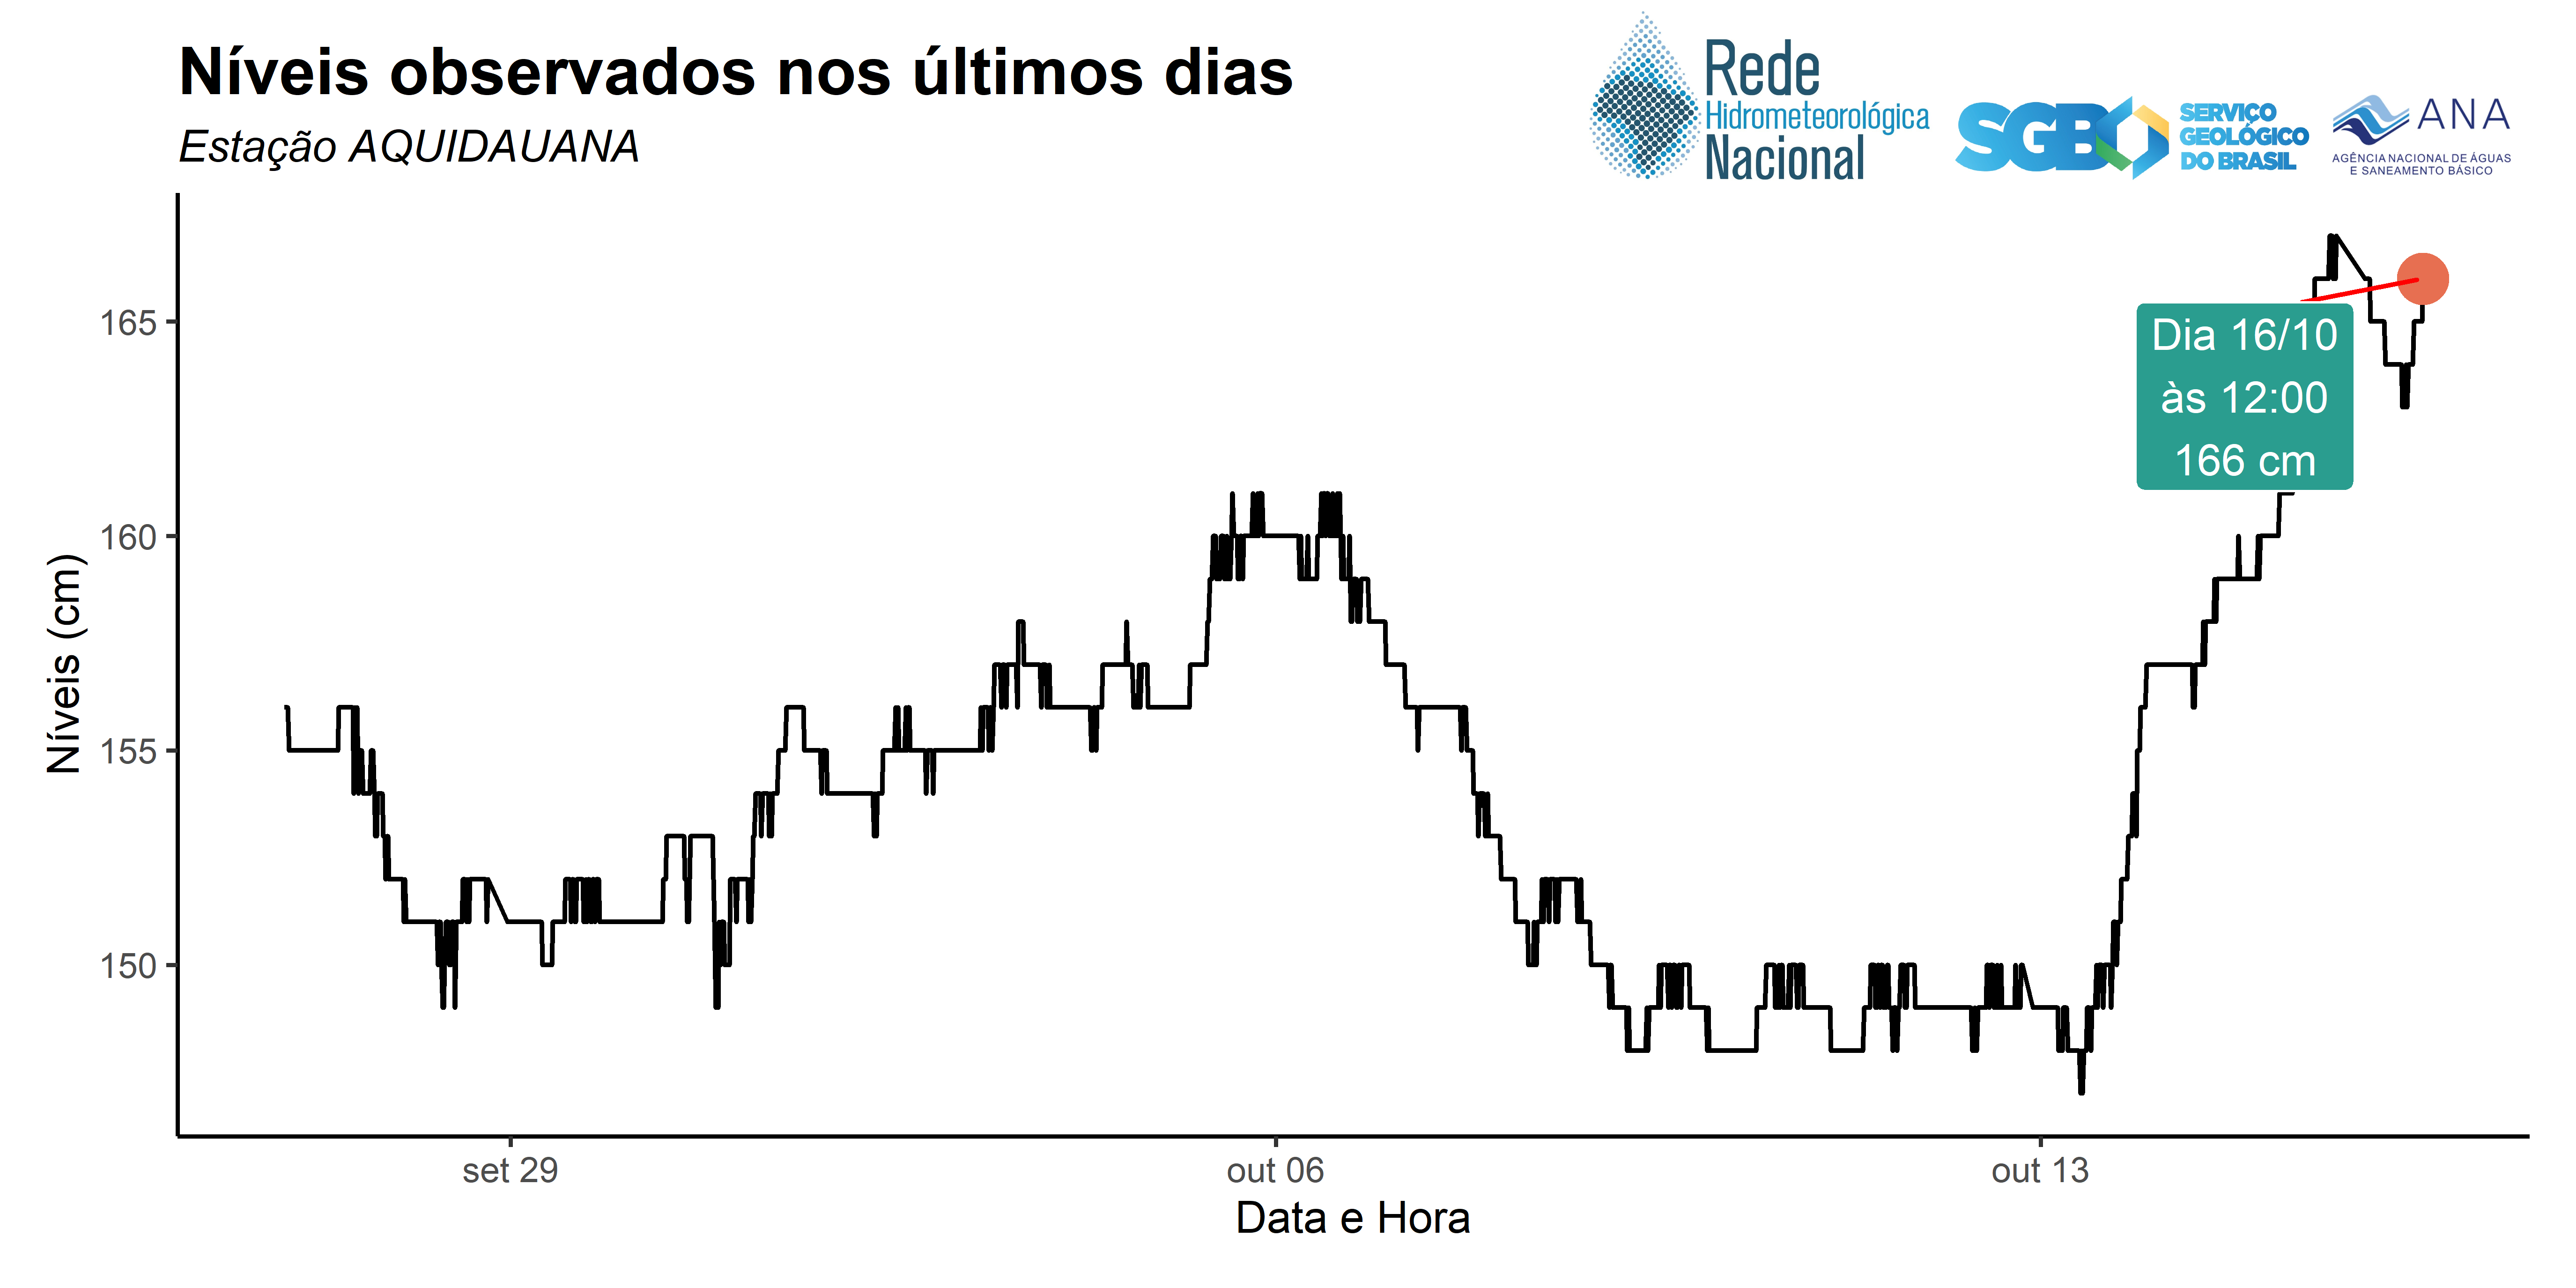 Níveis observados nos últimos dias
Estação AQUIDAUANA
Rede
Hidrometeorológica
Nacional
SGB
SERVIÇO
GEOLÓGICO
DO BRASIL
ANA
AGÊNCIA NACIONAL DE ÁGUAS
E SANEAMENTO BÁSICO
Níveis (cm)
165
160
155
150
Dia 16/10
às 12:00
166 cm
set 29
out 06
out 13
Data e Hora